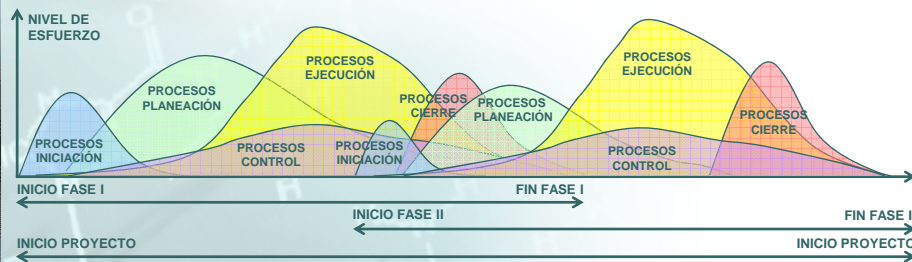 NIVEL DE
ESFUERZO
PROCESOS
INICIACIÓN
PROCESOS
PLANEACIÓN
PROCESOS
EJECUCIÓN
PROCESOS
CONTROL
PROCESOS
INICIACIÓN
PROCESOS
CIERRE
PROCESOS
PLANEACIÓN
PROCESOS
EJECUCIÓN
PROCESOS
CONTROL
PROCESOS
CIERRE
INICIO FASE I
FIN FASE I
INICIO FASE II
FIN FASE I
INICIO PROYECTO
INICIO PROYECTO